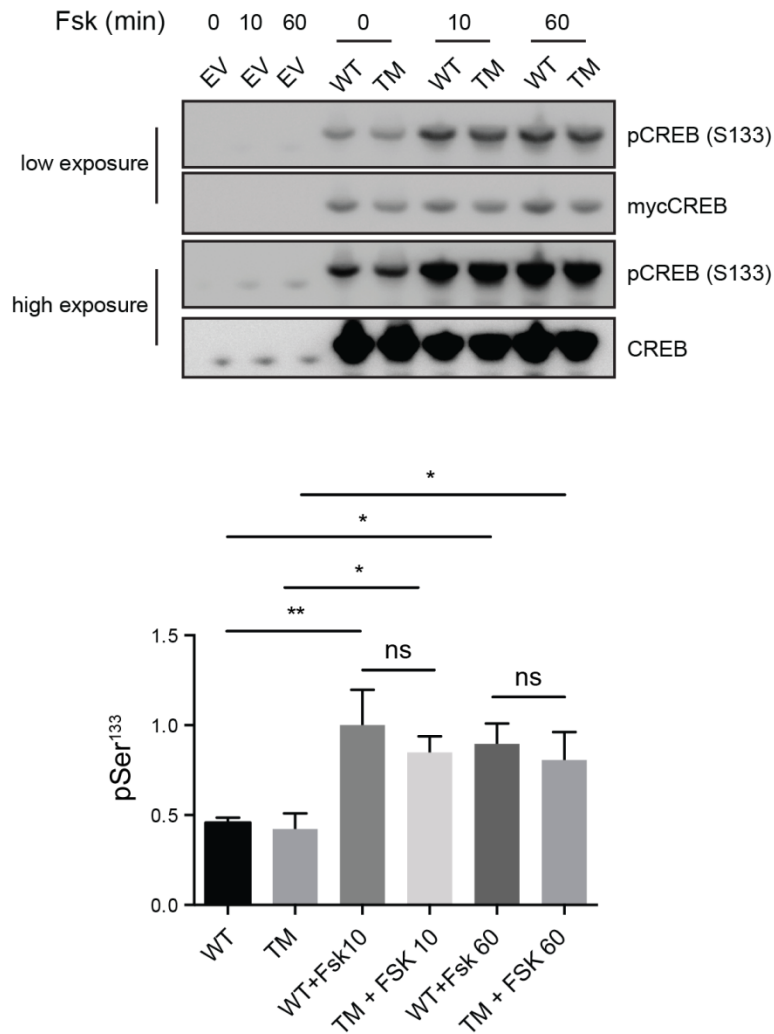 Fsk (min) 0 10 60 0 10 60
EV EV EV WT TM WT TM WT TM
low exposure
pCREB (S133)
mycCREB
high exposure
pCREB (S133)
CREB
*
*
*
**
ns
ns
pSer133
1.5
1.0
0.5
0.0
WT TM WT+Fsk10 TM + FSK 10 WT+Fsk 60 TM + FSK 60